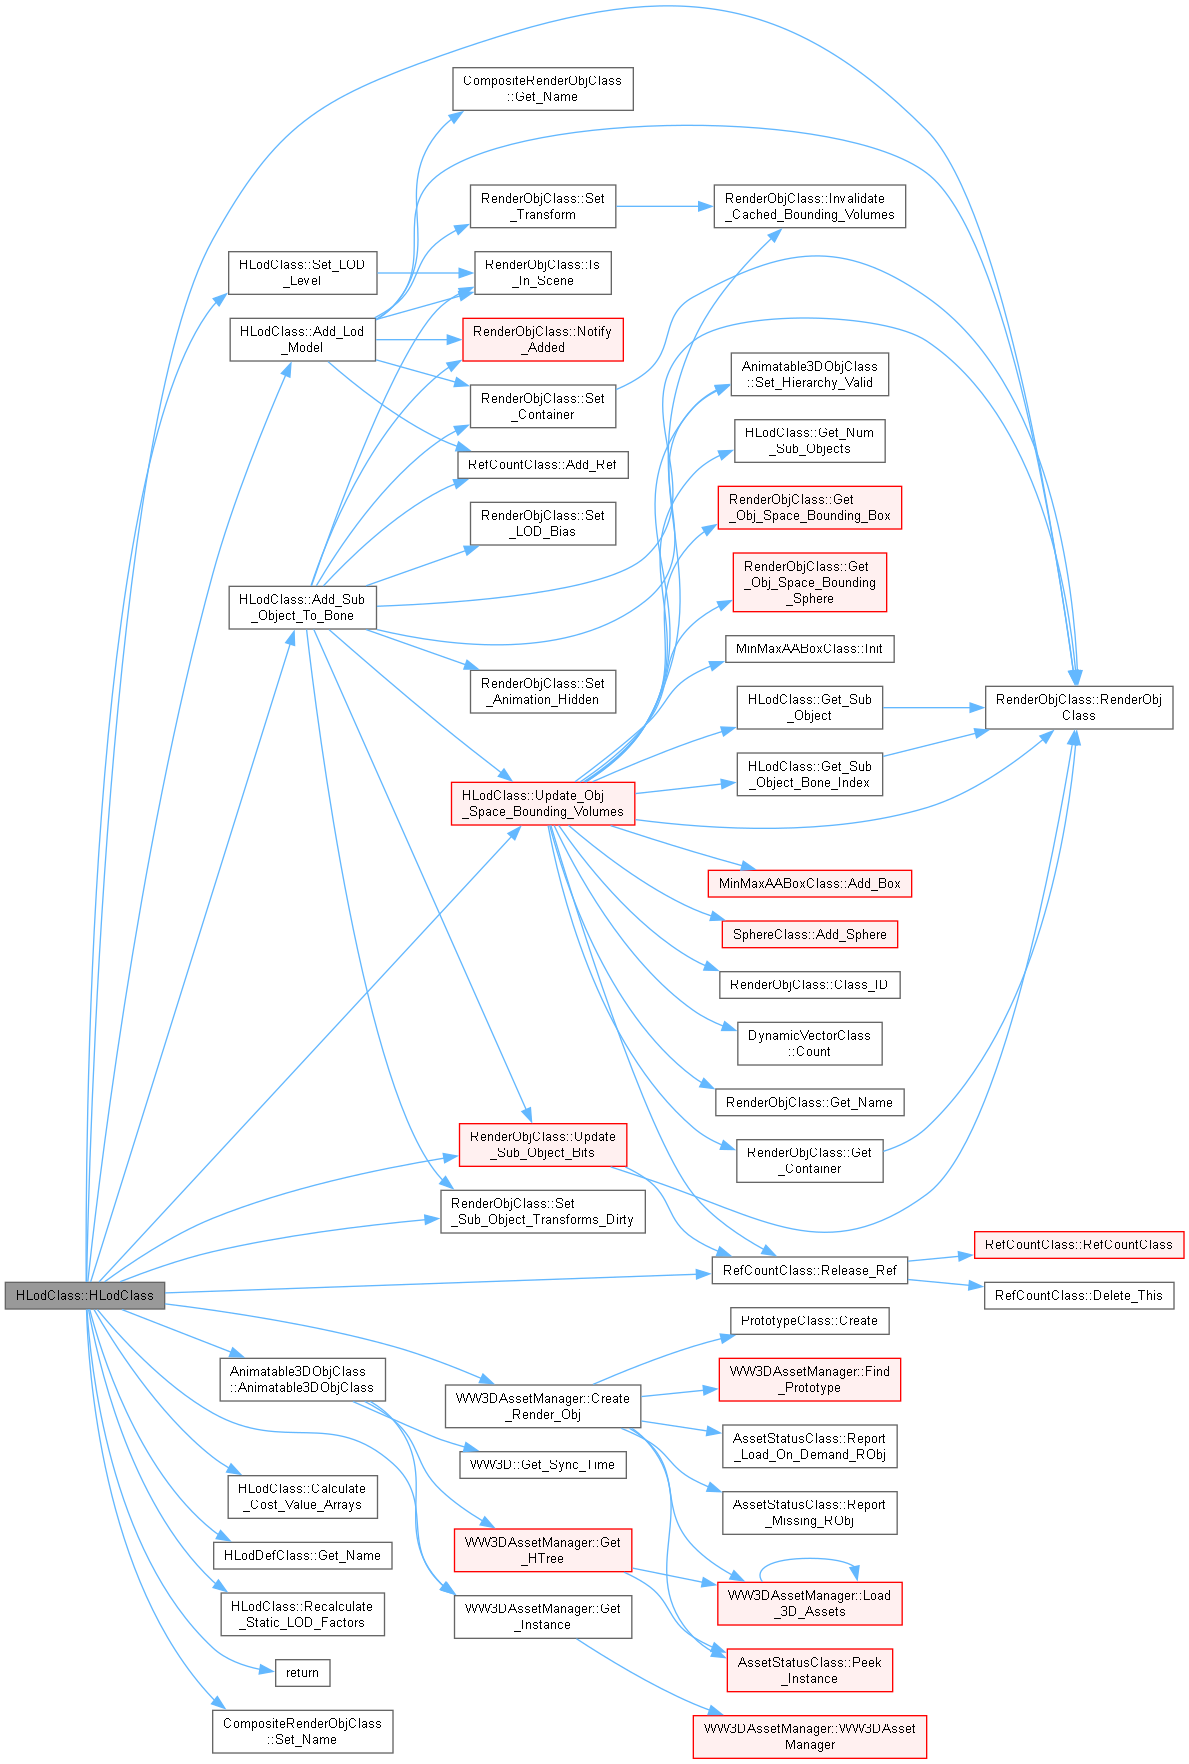 CompositeRenderObjClass
::Get_Name
RenderObjClass::Set
_Transform
RenderObjClass::Invalidate
_Cached_Bounding_Volumes
HLodClass::Set_LOD
_Level
RenderObjClass::Is
_In_Scene
HLodClass::Add_Lod
_Model
RenderObjClass::Notify
_Added
Animatable3DObjClass
::Set_Hierarchy_Valid
RenderObjClass::Set
_Container
HLodClass::Get_Num
_Sub_Objects
RefCountClass::Add_Ref
RenderObjClass::Get
_Obj_Space_Bounding_Box
RenderObjClass::Set
_LOD_Bias
RenderObjClass::Get
_Obj_Space_Bounding
_Sphere
HLodClass::Add_Sub
_Object_To_Bone
MinMaxAABoxClass::Init
RenderObjClass::Set
_Animation_Hidden
HLodClass::Get_Sub
_Object
RenderObjClass::RenderObj
Class
HLodClass::Get_Sub
_Object_Bone_Index
HLodClass::Update_Obj
_Space_Bounding_Volumes
MinMaxAABoxClass::Add_Box
SphereClass::Add_Sphere
RenderObjClass::Class_ID
DynamicVectorClass
::Count
RenderObjClass::Get_Name
RenderObjClass::Update
_Sub_Object_Bits
RenderObjClass::Get
_Container
RenderObjClass::Set
_Sub_Object_Transforms_Dirty
RefCountClass::RefCountClass
RefCountClass::Release_Ref
HLodClass::HLodClass
RefCountClass::Delete_This
PrototypeClass::Create
Animatable3DObjClass
::Animatable3DObjClass
WW3DAssetManager::Find
_Prototype
WW3DAssetManager::Create
_Render_Obj
AssetStatusClass::Report
_Load_On_Demand_RObj
WW3D::Get_Sync_Time
HLodClass::Calculate
_Cost_Value_Arrays
AssetStatusClass::Report
_Missing_RObj
WW3DAssetManager::Get
_HTree
HLodDefClass::Get_Name
WW3DAssetManager::Load
_3D_Assets
HLodClass::Recalculate
_Static_LOD_Factors
WW3DAssetManager::Get
_Instance
return
AssetStatusClass::Peek
_Instance
CompositeRenderObjClass
::Set_Name
WW3DAssetManager::WW3DAsset
Manager